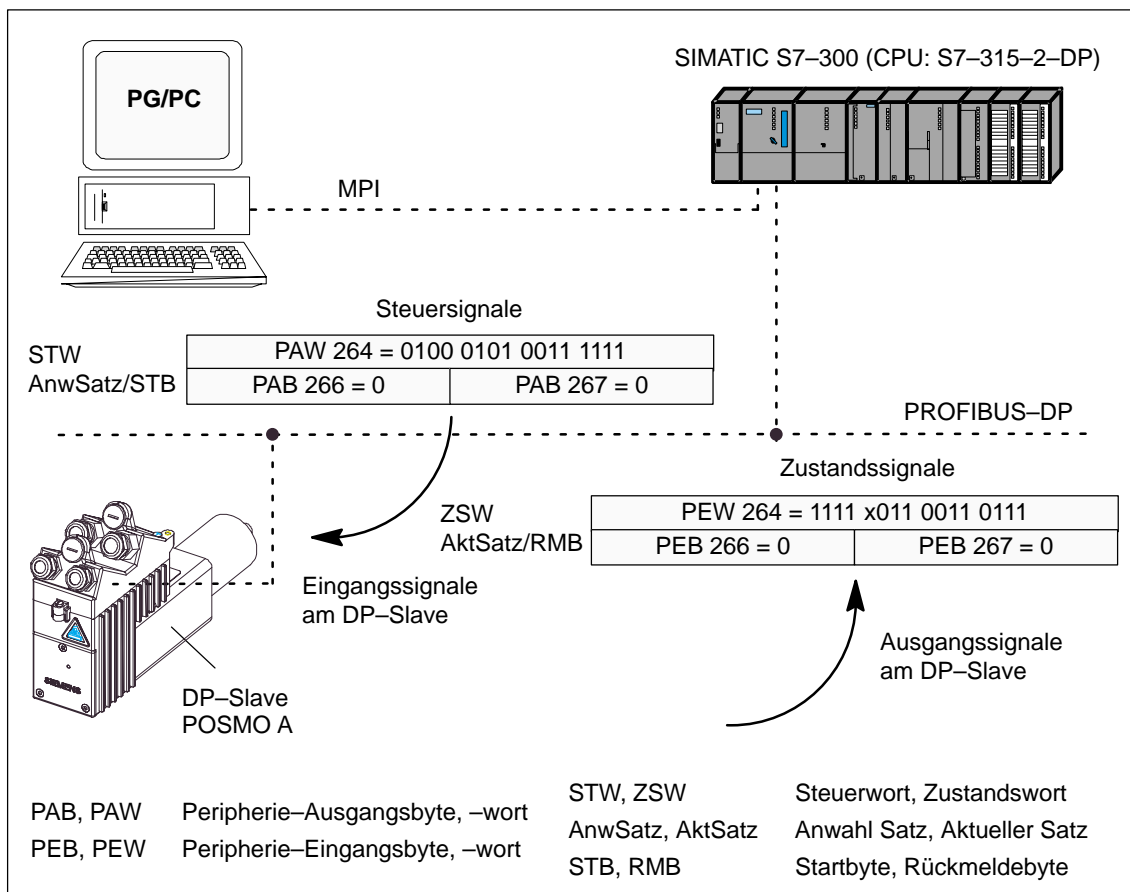 PG/PC
SIMATIC S7–300 (CPU: S7–315–2–DP)
MPI
Steuersignale
STW
AnwSatz/STB
PAW 264 = 0100 0101 0011 1111
PAB 266 = 0
PAB 267 = 0
PROFIBUS–DP
Zustandssignale
ZSW
AktSatz/RMB
PEW 264 = 1111 x011 0011 0111
PEB 266 = 0
PEB 267 = 0
Eingangssignale
am DP–Slave
Ausgangssignale
am DP–Slave
SIEMENS
DP–Slave
POSMO A
PAB, PAW Peripherie–Ausgangsbyte, –wort
PEB, PEW Peripherie–Eingangsbyte, –wort
STW, ZSW Steuerwort, Zustandswort
AnwSatz, AktSatz Anwahl Satz, Aktueller Satz
STB, RMB Startbyte, Rückmeldebyte